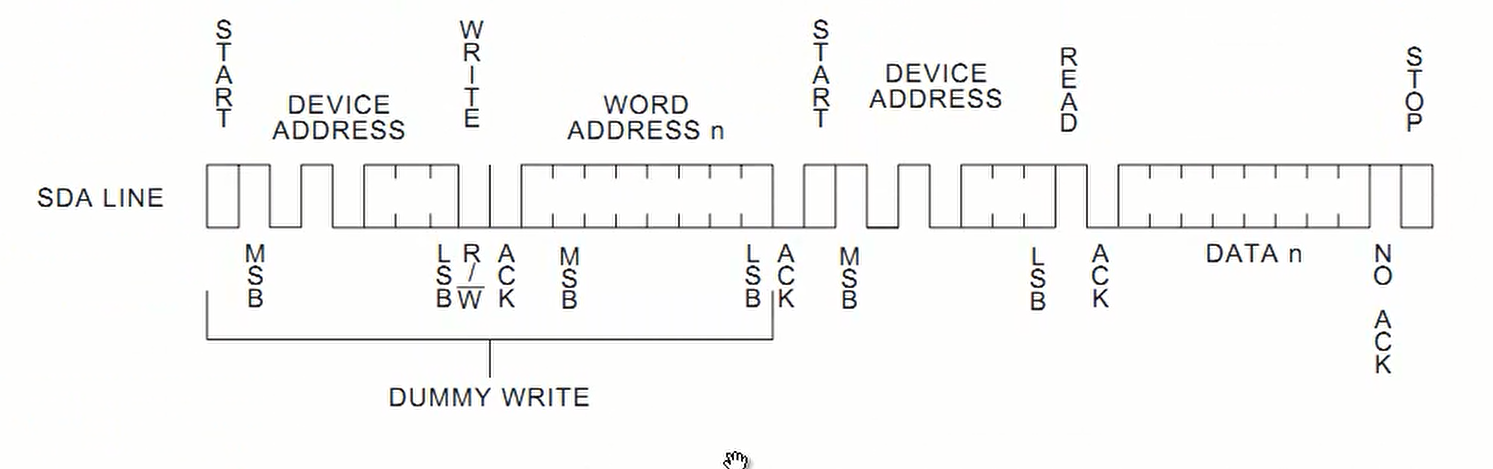 START
WRITE
START
READ
STOP
DEVICE
ADDRESS
WORD
ADDRESS n
DEVICE
ADDRESS
SDA LINE
MSB
LSB
R/W
ACK
MSB
LSB
ACK
MSB
LSB
ACK
DATA n
NO ACK
DUMMY WRITE